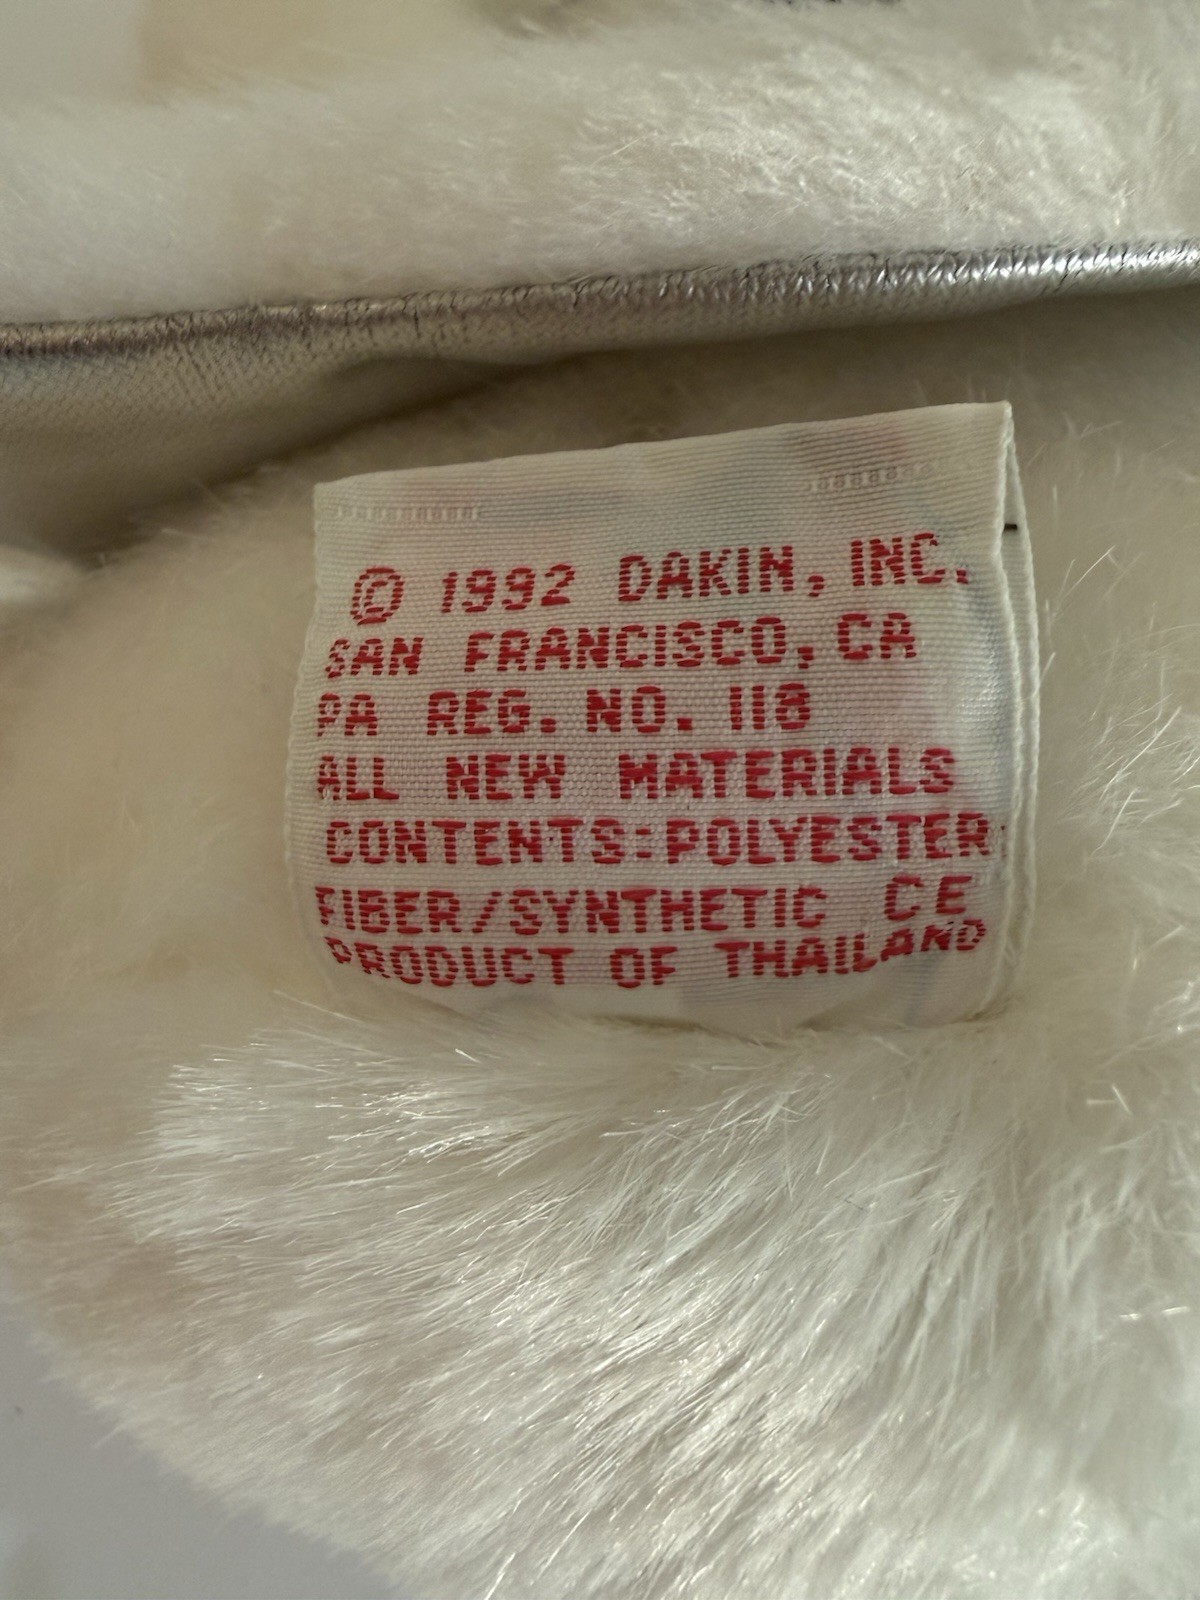 © 1992 DAKIN, INC.
SAN FRANCISCO, CA
PA REG. NO. 118
ALL NEW MATERIALS
CONTENTS:POLYESTER
FIBER/SYNTHETIC CE
PRODUCT OF THAILAND